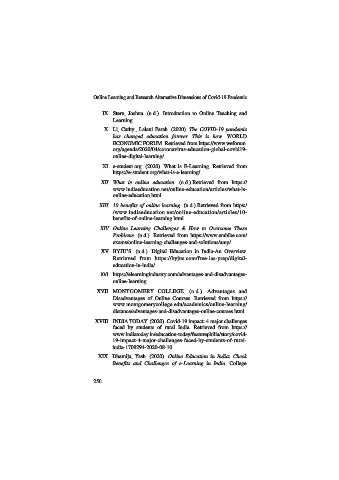 Online Learning and Research Alternative Dimensions of Covid-19 Pandemic
IX Stern, Joshua. (n.d.) Introduction to Online Teaching and
Learning
X Li, Cathy _ Lalani Farah (2020) The COVID-19 pandemic
has changed education forever This is how WORLD
ECONOMIC FORUM Retrieved from https://www.weforum.
org/agenda/2020/04/coronavirus-education-global-covid19-
online-digital-learning/
XI e-student.org (2020) What is E-Learning Retrieved from
https://e-student.org/what-is-e-learning/
XII What is online education (n.d.) Retrieved from https://
www.indiaeducation.net/online-education/articles/what-is-
online-education.html
XIII 10 benefits of online learning (n.d.) Retrieved from https:/
/www.indiaeducation.net/online-education/articles/10-
benefits-of-online-learning.html
XIV Online Learning Challenges & How to Overcome These
Problems (n.d.) Retrieved from https://www.embibe.com/
exams/online-learning-challenges-and-solutions/amp/
XV BYJU'S (n.d.) Digital Education in India-An Overview.
Retrieved from https://byjus.com/free-ias-prep/digital-
education-in-india/
XVI https://elearningindustry.com/advantages-and-disadvantages-
online-learning
XVII MONTGOMERY COLLEGE (n.d.) Advantages and
Disadvantages of Online Courses Retrieved from https://
www.montgomerycollege.edu/academics/online-learning/
distance/advantages-and-disadvantages-online-courses.html
XVIII INDIA TODAY (2020) Covid-19 impact: 4 major challenges
faced by students of rural India. Retrieved from https://
www.indiatoday.in/education-today/featurephilia/story/covid-
19-impact-4-major-challenges-faced-by-students-of-rural-
india-1709294-2020-08-10
XIX Dhamija, Yash (2020) Online Education in India: Check
Benefits and Challenges of e-Learning in India College
250